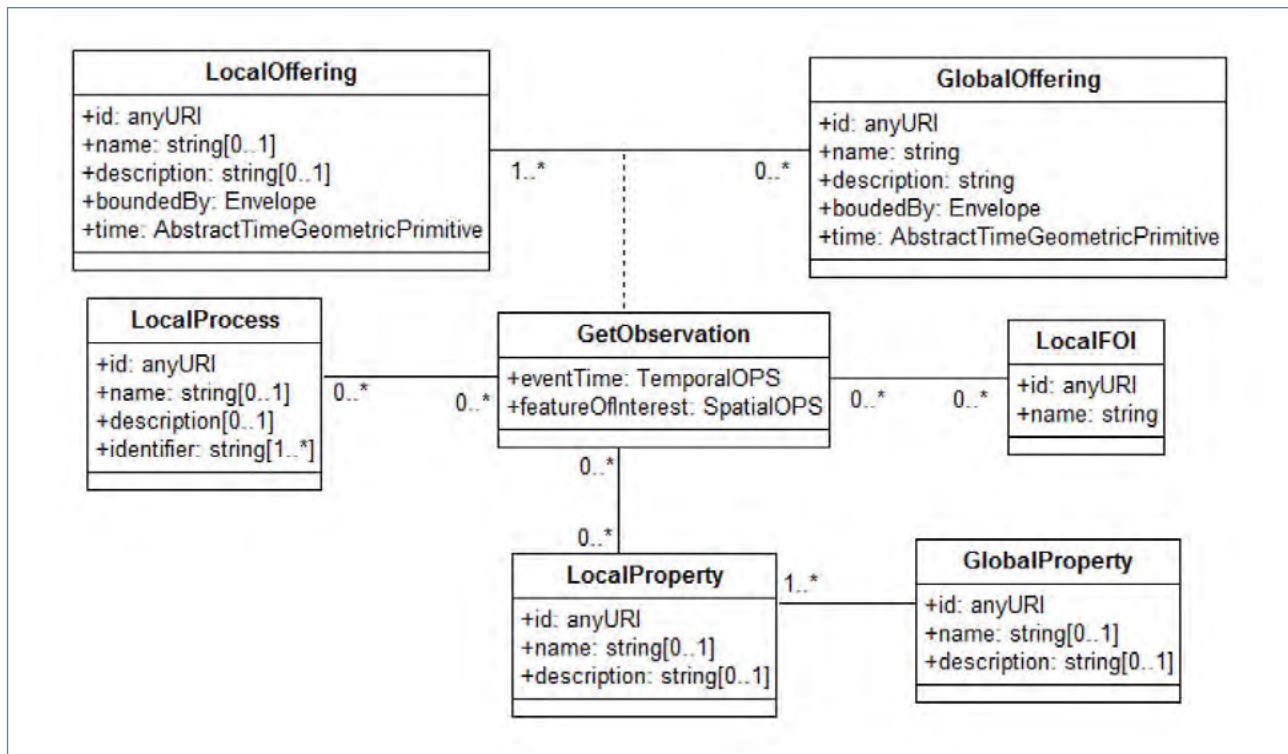 LocalOffering
+id: anyURI
+name: string[0..1]
+description: string[0..1]
+boundedBy: Envelope
+time: AbstractTimeGeometricPrimitive
1..*
0..*
GlobalOffering
+id: anyURI
+name: string
+description: string
+boudedBy: Envelope
+time: AbstractTimeGeometricPrimitive
LocalProcess
+id: anyURI
+name: string[0..1]
+description[0..1]
+identifier: string[1..*]
0..*
0..*
GetObservation
+eventTime: TemporalOPS
+featureOfInterest: SpatialOPS
0..*
0..*
LocalFOI
+id: anyURI
+name: string
0..*
0..*
LocalProperty
+id: anyURI
+name: string[0..1]
+description: string[0..1]
1..*
GlobalProperty
+id: anyURI
+name: string[0..1]
+description: string[0..1]